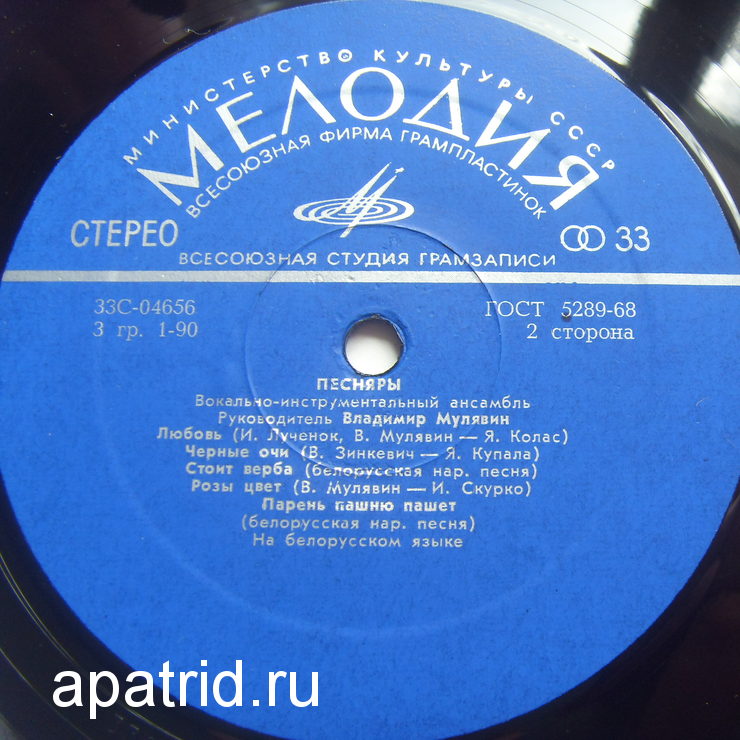 МИНИСТЕРСТВО КУЛЬТУРЫ СССР
МЕЛОДИЯ
ВСЕСОЮЗНАЯ ФИРМА ГРАМПЛАСТИНОК
СТЕРЕО
33
ВСЕСОЮЗНАЯ СТУДИЯ ГРАМЗАПИСИ
33С-04656
ГОСТ 5289-68
3 гр. 1-90
2 сторона
ПЕСНЯРЫ
Вокально-инструментальный ансамбль
Руководитель Владимир Мулявин
Любовь (И. Лученок, В. Мулявин — Я. Колас)
Черные очи (В. Зинкевич — Я. Купала)
Стоит верба (белорусская нар. песня)
Розы цвет (В. Мулявин — И. Скурко)
Парень пашню пашет
(белорусская нар. песня)
На белорусском языке
apatrid.ru